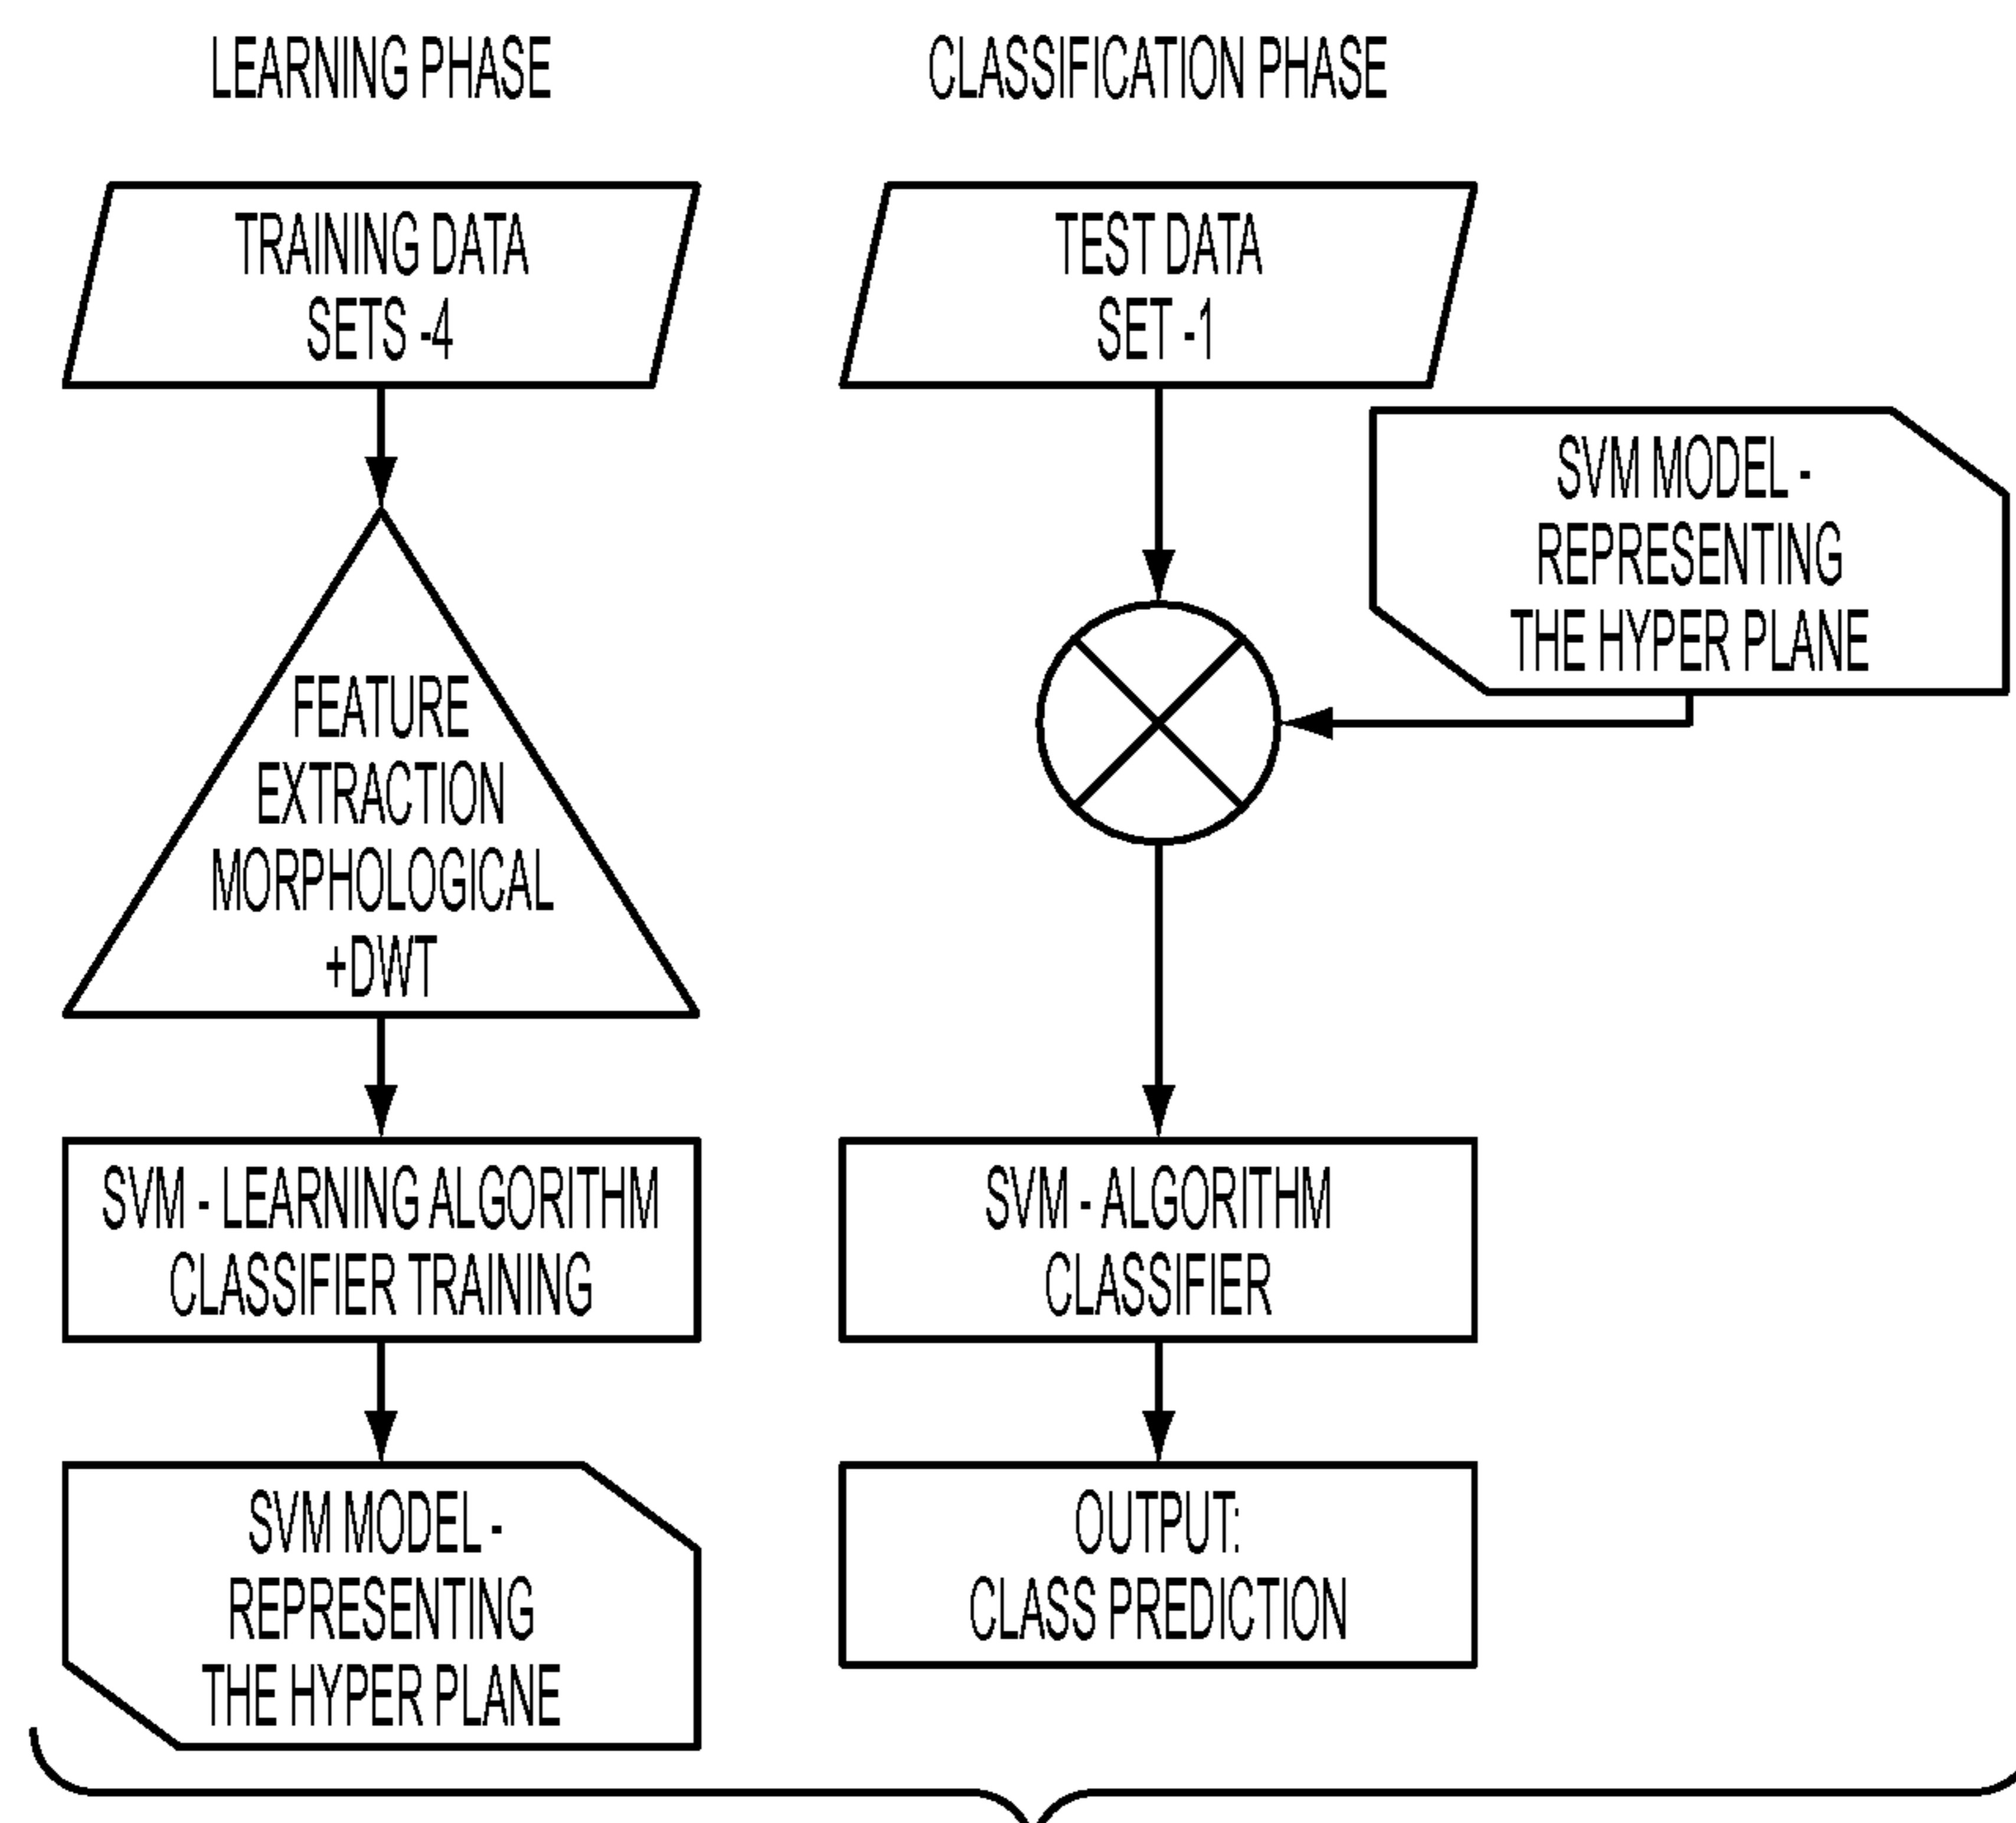 LEARNING PHASE
TRAINING DATA
SETS -4
FEATURE
EXTRACTION
MORPHOLOGICAL
+DWT
SVM - LEARNING ALGORITHM
CLASSIFIER TRAINING
SVM MODEL -
REPRESENTING
THE HYPER PLANE
CLASSIFICATION PHASE
TEST DATA
SET -1
SVM MODEL -
REPRESENTING
THE HYPER PLANE
SVM - ALGORITHM
CLASSIFIER
OUTPUT:
CLASS PREDICTION